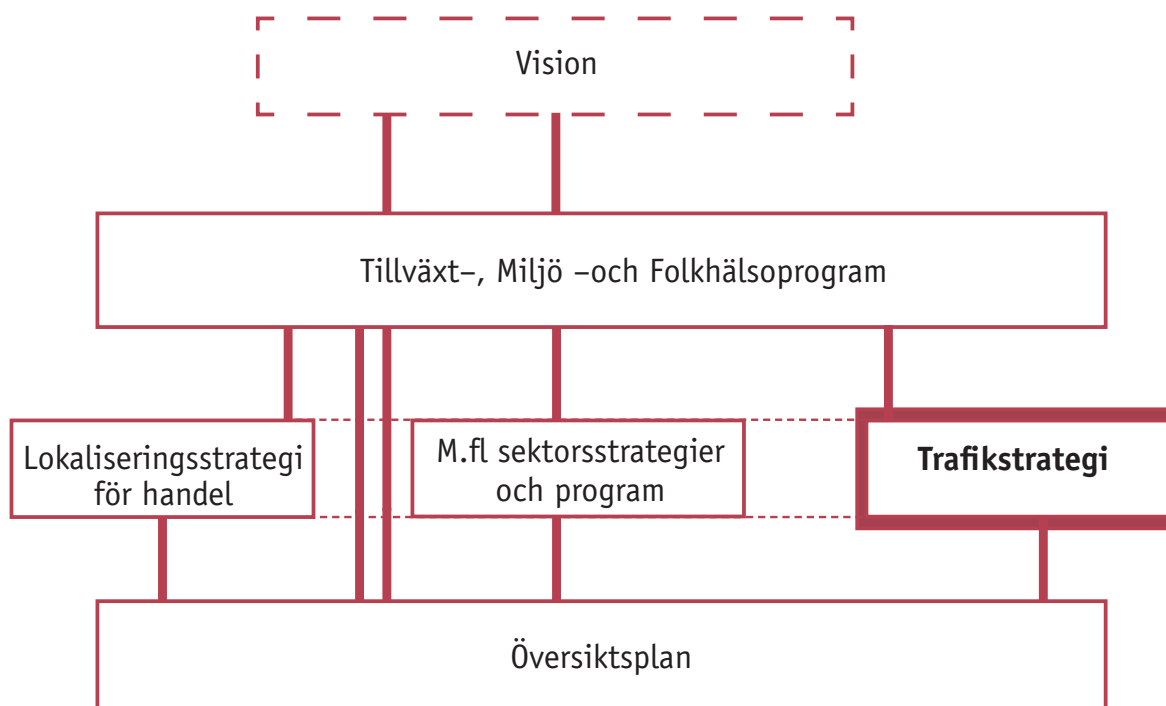 Vision
Tillväxt–, Miljö –och Folkhälsoprogram
Lokaliseringsstrategi
för handel
M.fl sektorsstrategier
och program
Trafikstrategi
Översiktsplan